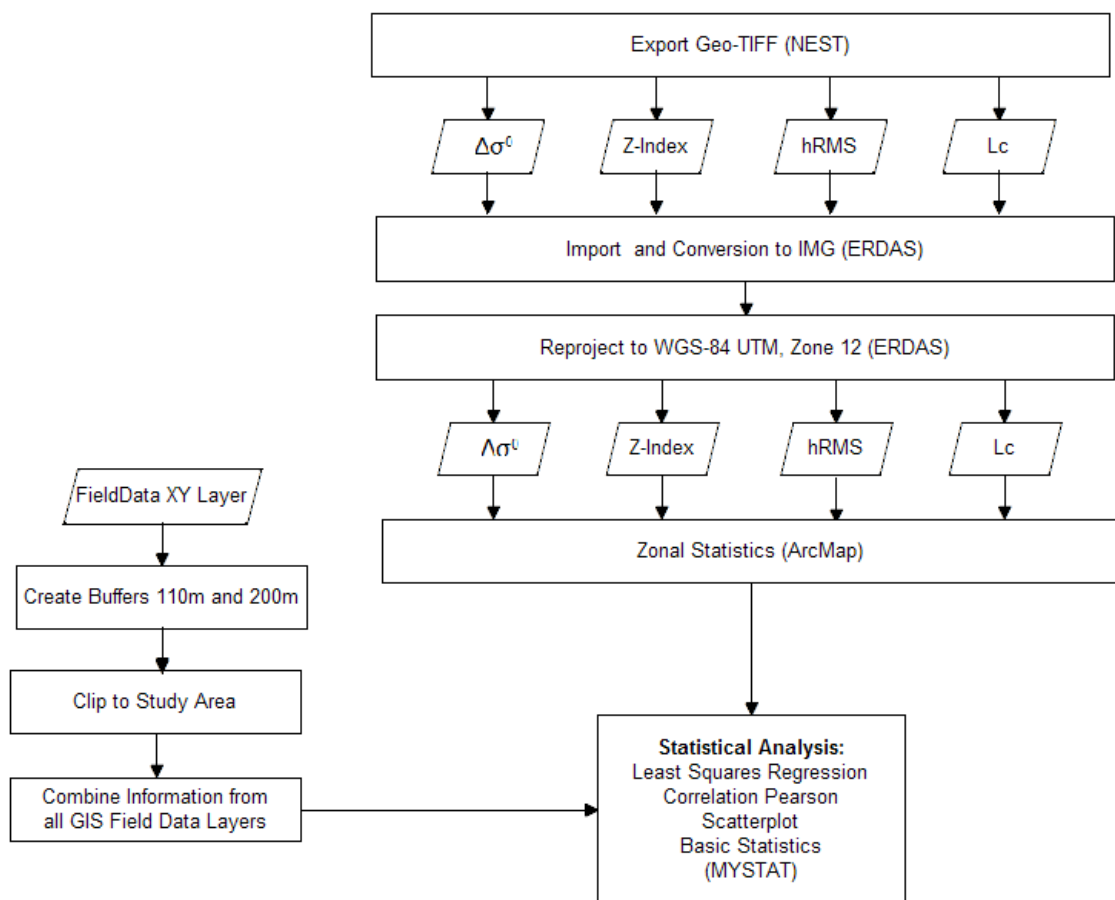 Export Geo-TIFF (NEST)
Δσ⁰
Z-Index
hRMS
Lc
Import and Conversion to IMG (ERDAS)
Reproject to WGS-84 UTM, Zone 12 (ERDAS)
Δσ⁰
Z-Index
hRMS
Lc
Zonal Statistics (ArcMap)
FieldData XY Layer
Create Buffers 110m and 200m
Clip to Study Area
Combine Information from
all GIS Field Data Layers
Statistical Analysis:
Least Squares Regression
Correlation Pearson
Scatterplot
Basic Statistics
(MYSTAT)